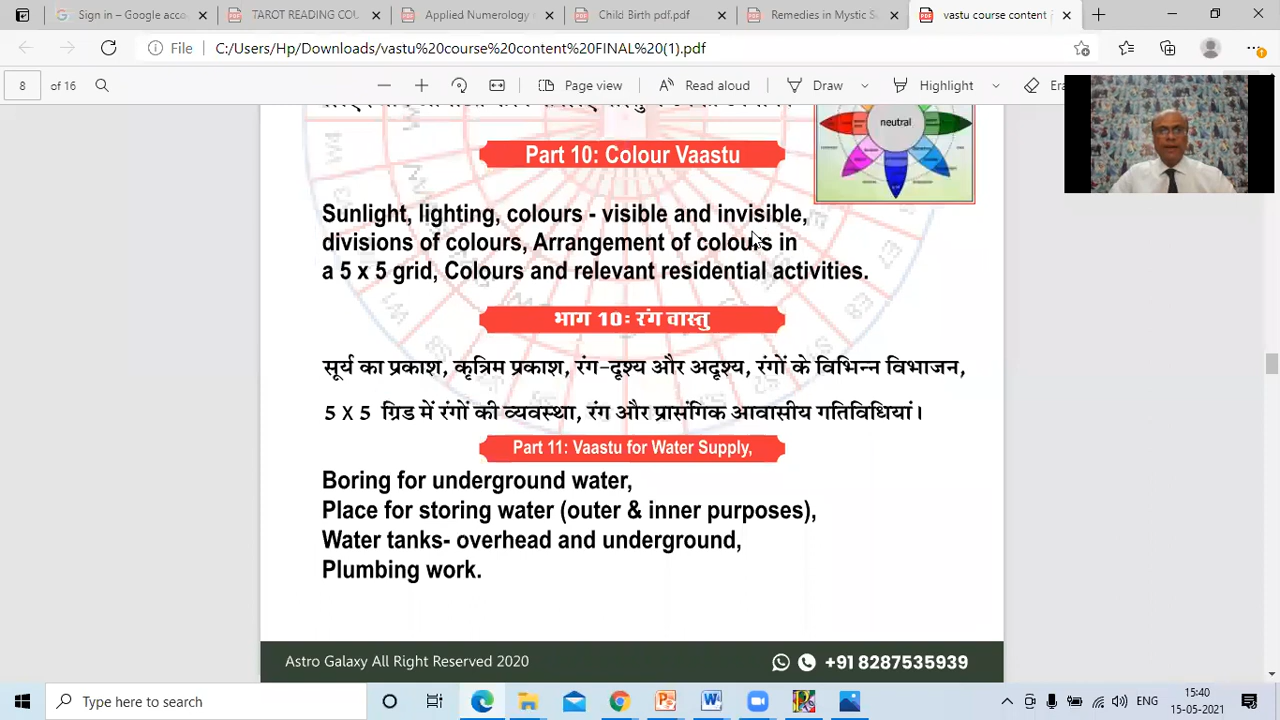 Sign in - Google acco
TAROT READING COU
Applied Numerology
Child Birth pdf.pdf
Remedies in Mystic S
vastu course content
File
C:/Users/Hp/Astro Galaxy/vastu%20course%20content%20FINAL%20(1).pdf
8 of 16
Page view
Read aloud
Draw
Highlight
Era
neutral
Part 10: Colour Vaastu
Sunlight, lighting, colours - visible and invisible,
divisions of colours, Arrangement of colours in
a 5 x 5 grid, Colours and relevant residential activities.
भाग 10: रंग वास्तु
सूर्य का प्रकाश, कृत्रिम प्रकाश, रंग-दृश्य और अदृश्य, रंगों के विभिन्न विभाजन,
5 X 5 ग्रिड में रंगों की व्यवस्था, रंग और प्रासंगिक आवासीय गतिविधियां।
Part 11: Vaastu for Water Supply,
Boring for underground water,
Place for storing water (outer & inner purposes),
Water tanks- overhead and underground,
Plumbing work.
Astro Galaxy All Right Reserved 2020
+91 8287535939
Type here to search
ENG
15:40
15-05-2021